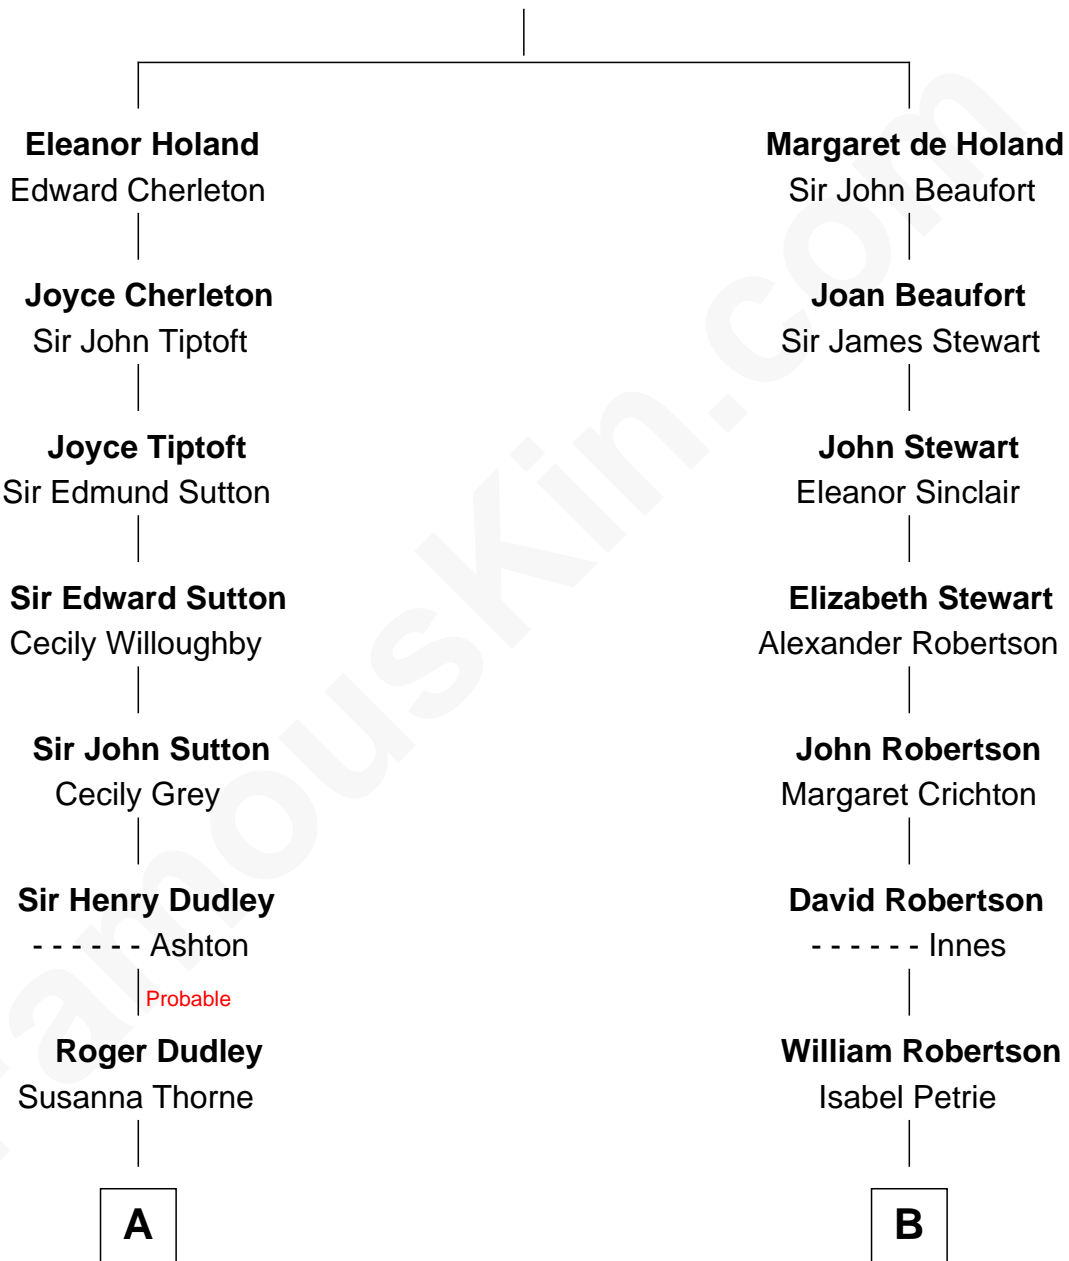 Eleanor Holand
Edward Cherleton
Joyce Cherleton
Sir John Tiptoft
Joyce Tiptoft
Sir Edmund Sutton
Sir Edward Sutton
Cecily Willoughby
Sir John Sutton
Cecily Grey
Sir Henry Dudley
- - - - - - Ashton
Probable
Roger Dudley
Susanna Thorne
A
Margaret de Holand
Sir John Beaufort
Joan Beaufort
Sir James Stewart
John Stewart
Eleanor Sinclair
Elizabeth Stewart
Alexander Robertson
John Robertson
Margaret Crichton
David Robertson
- - - - - - Innes
William Robertson
Isabel Petrie
B
FamousKin.com